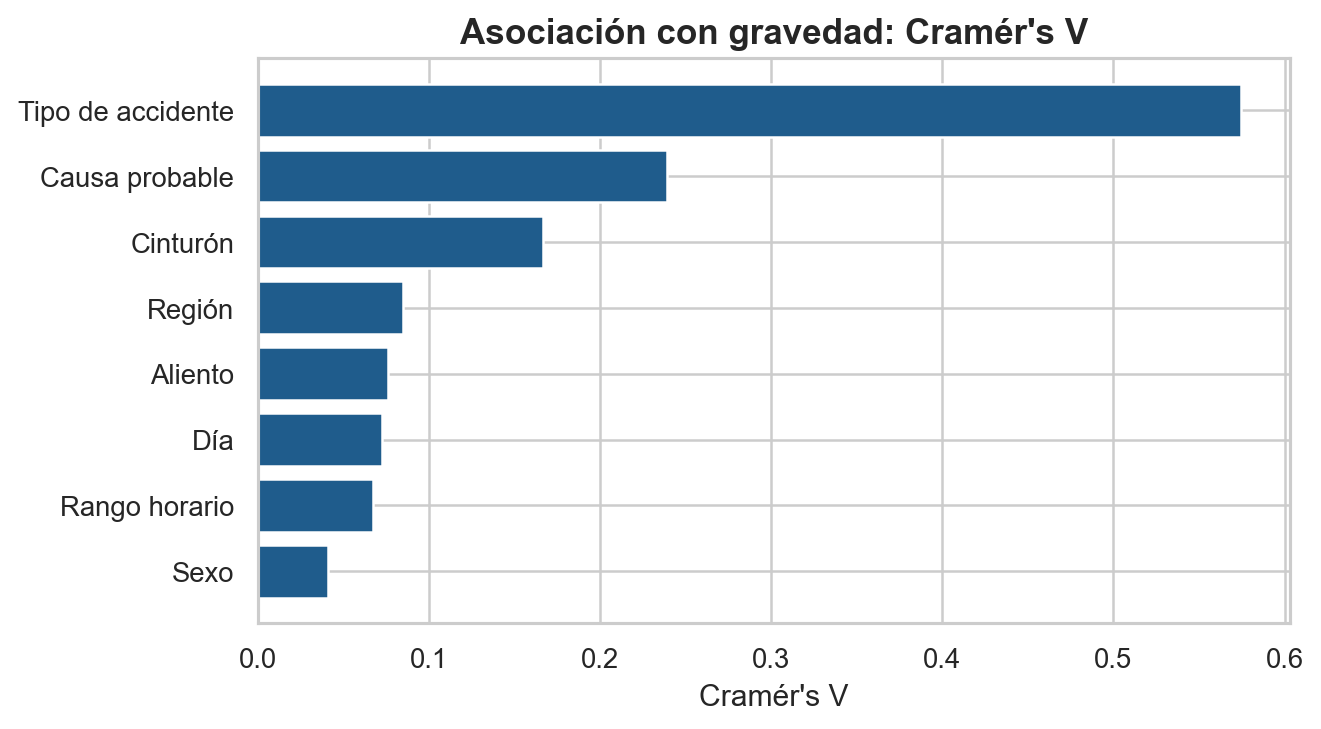 Asociación con gravedad: Cramér's V
Tipo de accidente
Causa probable
Cinturón
Región
Aliento
Día
Rango horario
Sexo
0.0 0.1 0.2 0.3 0.4 0.5 0.6
Cramér's V